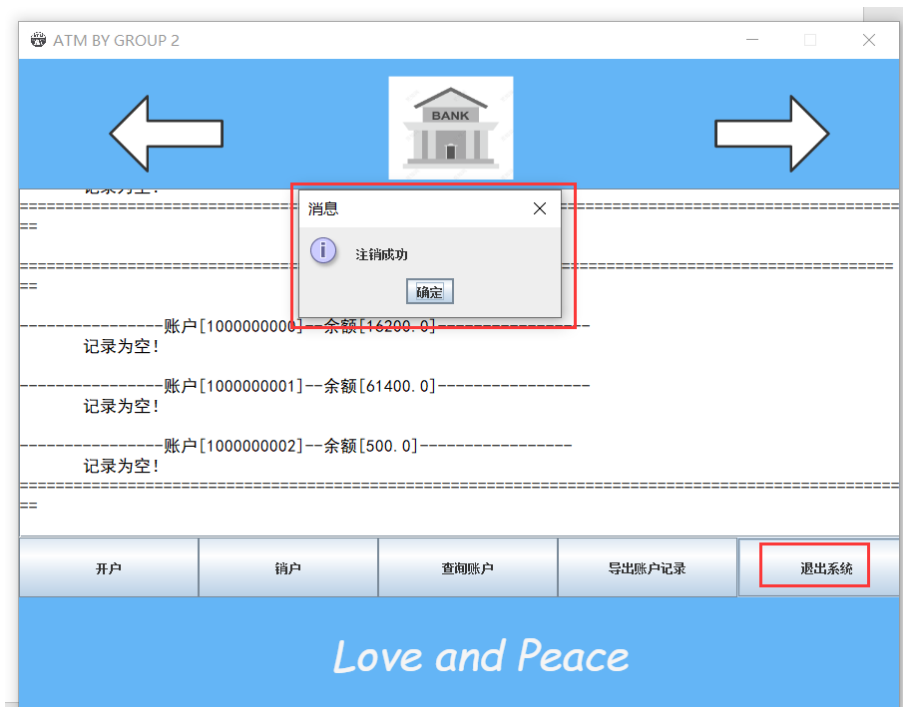 ATM BY GROUP 2
BANK
记录为空!
================================================================================
==
消息
注销成功
确定
================================================================================
==
----------------账户[1000000000]--余额[16200.0]-----------------
记录为空!
----------------账户[1000000001]--余额[61400.0]-----------------
记录为空!
----------------账户[1000000002]--余额[500.0]-----------------
记录为空!
================================================================================
==
开户
销户
查询账户
导出账户记录
退出系统
Love and Peace